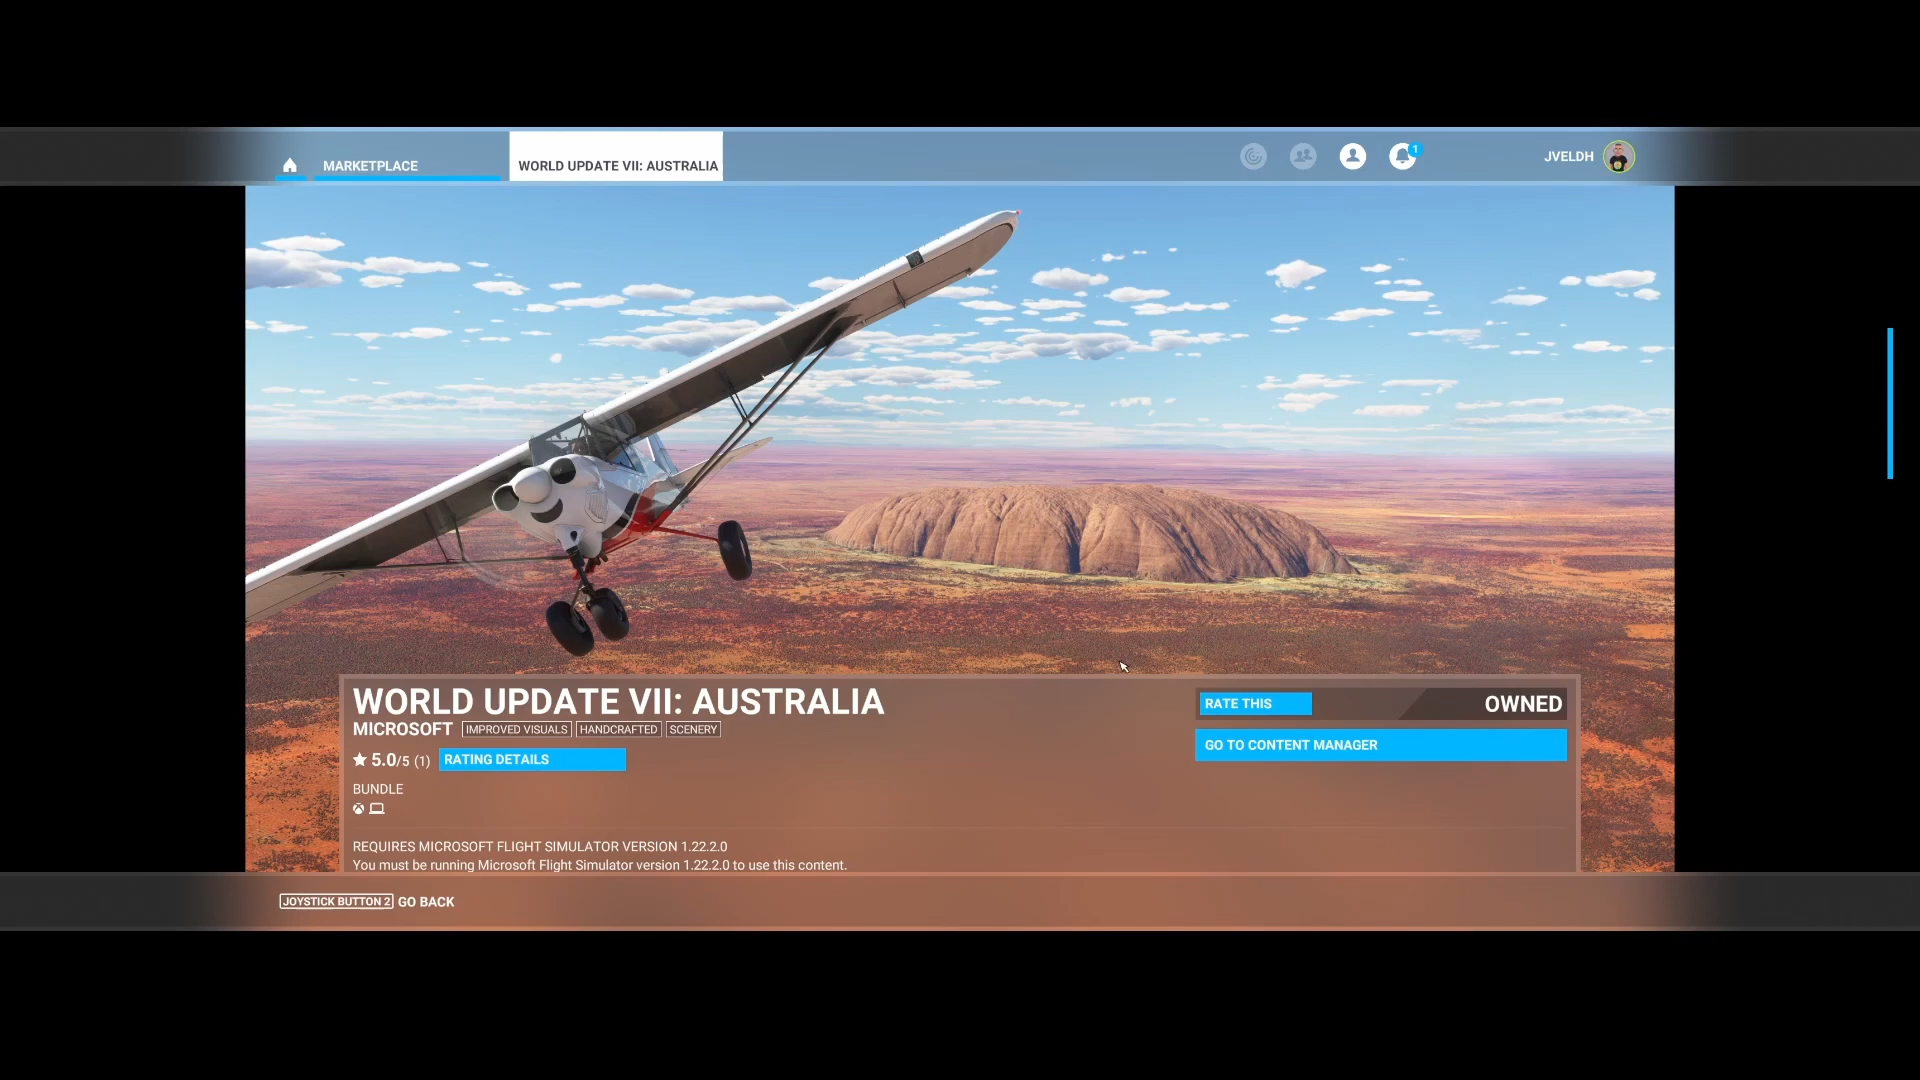 MARKETPLACE
WORLD UPDATE VII: AUSTRALIA
1
JVELDH
WORLD UPDATE VII: AUSTRALIA
MICROSOFT IMPROVED VISUALS HANDCRAFTED SCENERY
5.0/5 (1) RATING DETAILS
BUNDLE
RATE THIS OWNED
GO TO CONTENT MANAGER
REQUIRES MICROSOFT FLIGHT SIMULATOR VERSION 1.22.2.0
You must be running Microsoft Flight Simulator version 1.22.2.0 to use this content.
JOYSTICK BUTTON 2 GO BACK